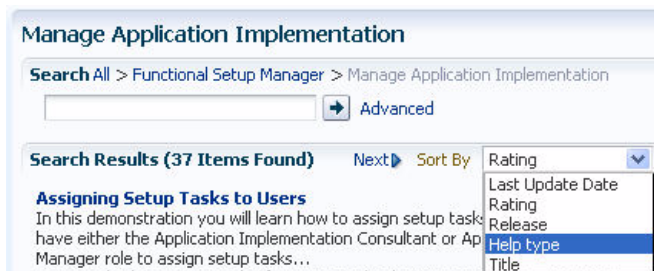 Manage Application Implementation
Search All > Functional Setup Manager > Manage Application Implementation
Advanced
Search Results (37 Items Found) Next Sort By Rating
Last Update Date
Rating
Release
Help type
Title
Assigning Setup Tasks to Users
In this demonstration you will learn how to assign setup task
have either the Application Implementation Consultant or Ap
Manager role to assign setup tasks...